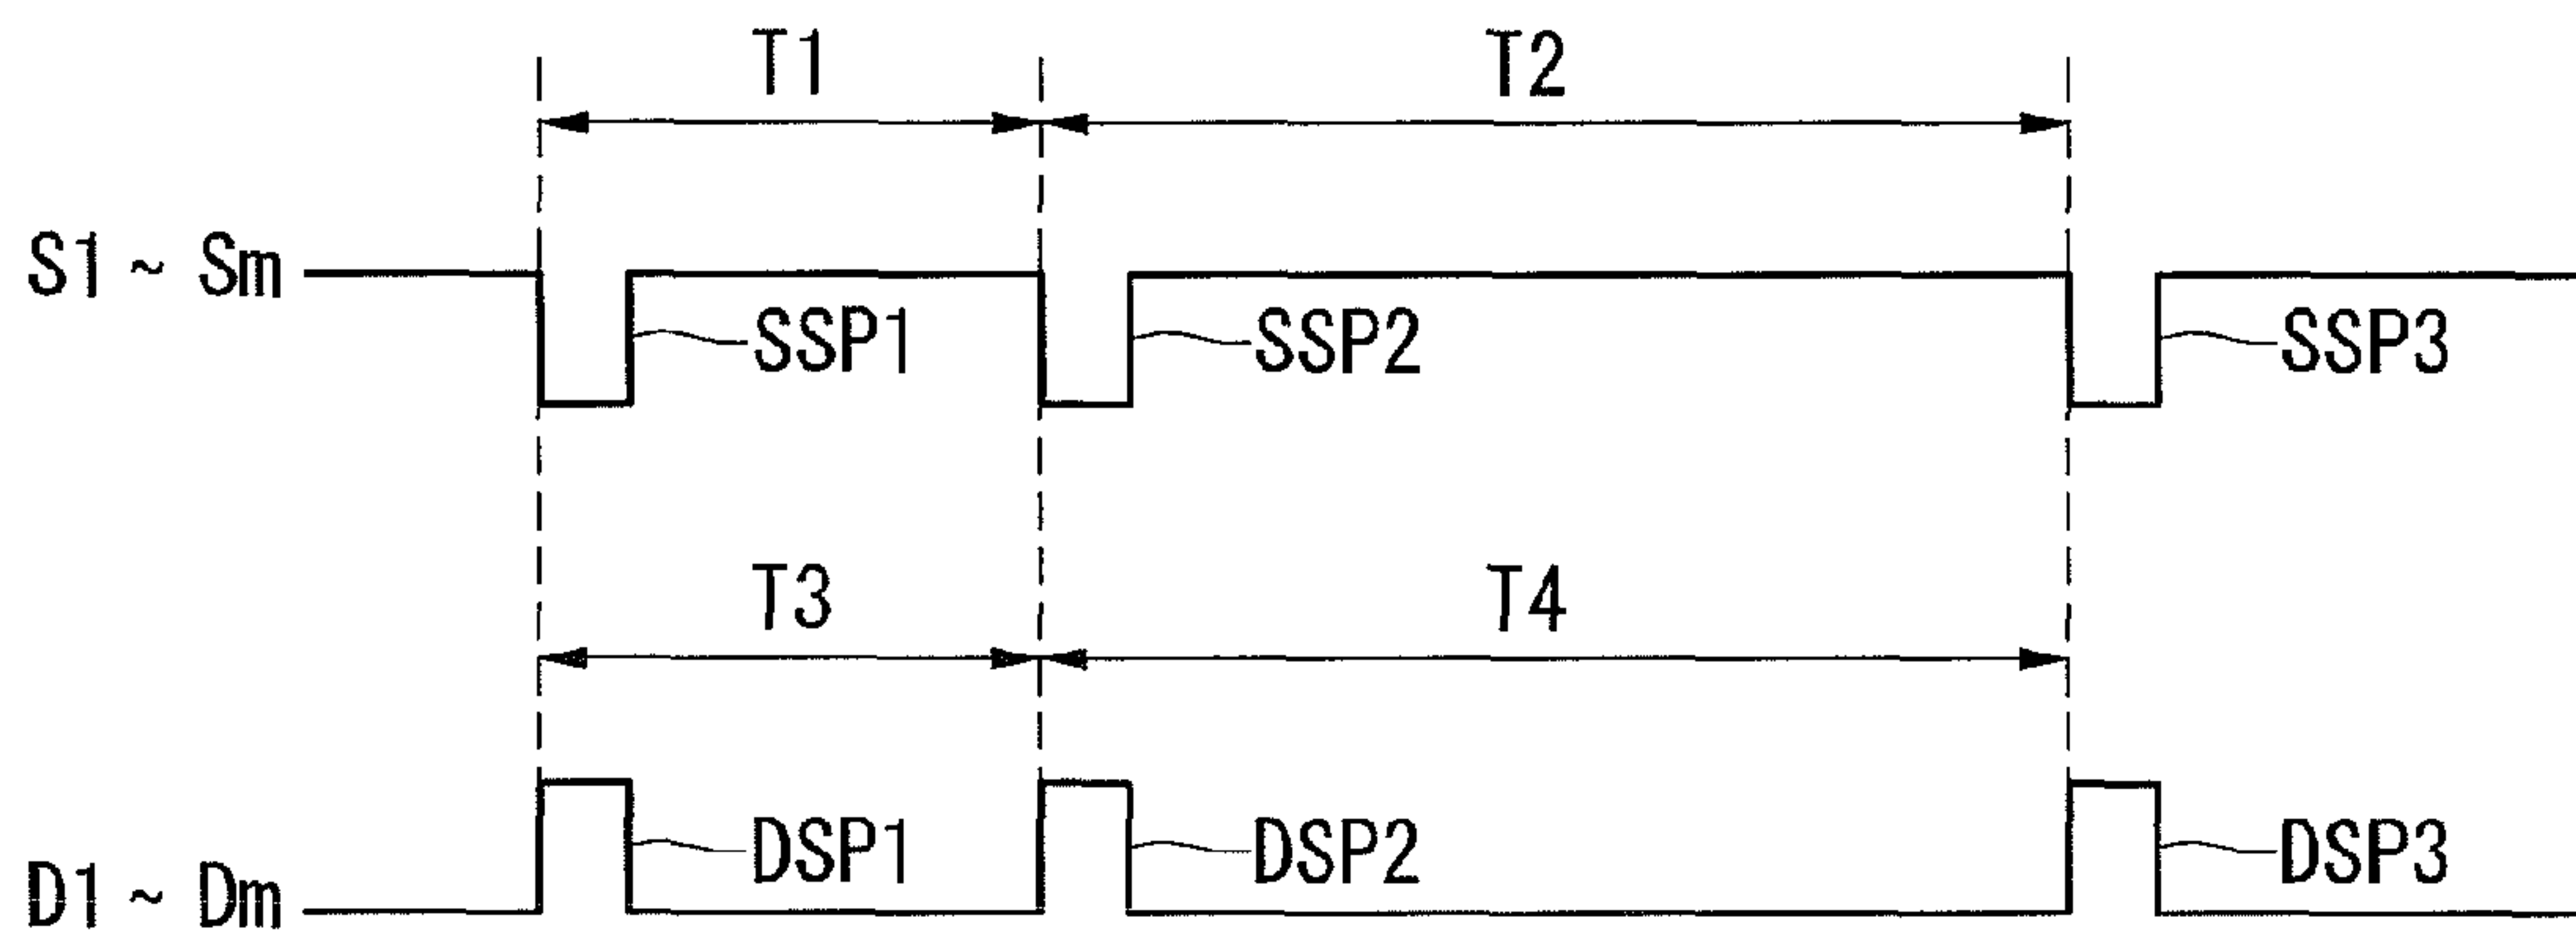 T1 T2
S1 ~ Sm
SSP1 SSP2 SSP3
T3 T4
DSP1 DSP2 DSP3
D1 ~ Dm